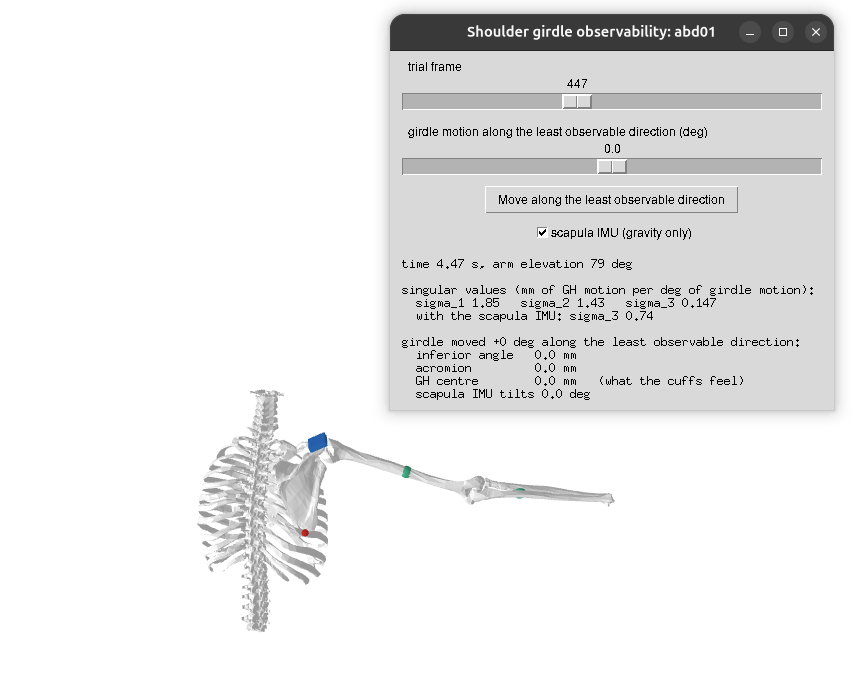 Shoulder girdle observability: abd01
trial frame
447
girdle motion along the least observable direction (deg)
0.0
Move along the least observable direction
scapula IMU (gravity only)
time 4.47 s, arm elevation 79 deg
singular values (mm of GH motion per deg of girdle motion):
sigma_1 1.85 sigma_2 1.43 sigma_3 0.147
with the scapula IMU: sigma_3 0.74
girdle moved +0 deg along the least observable direction:
inferior angle 0.0 mm
acromion 0.0 mm
GH centre 0.0 mm (what the cuffs feel)
scapula IMU tilts 0.0 deg